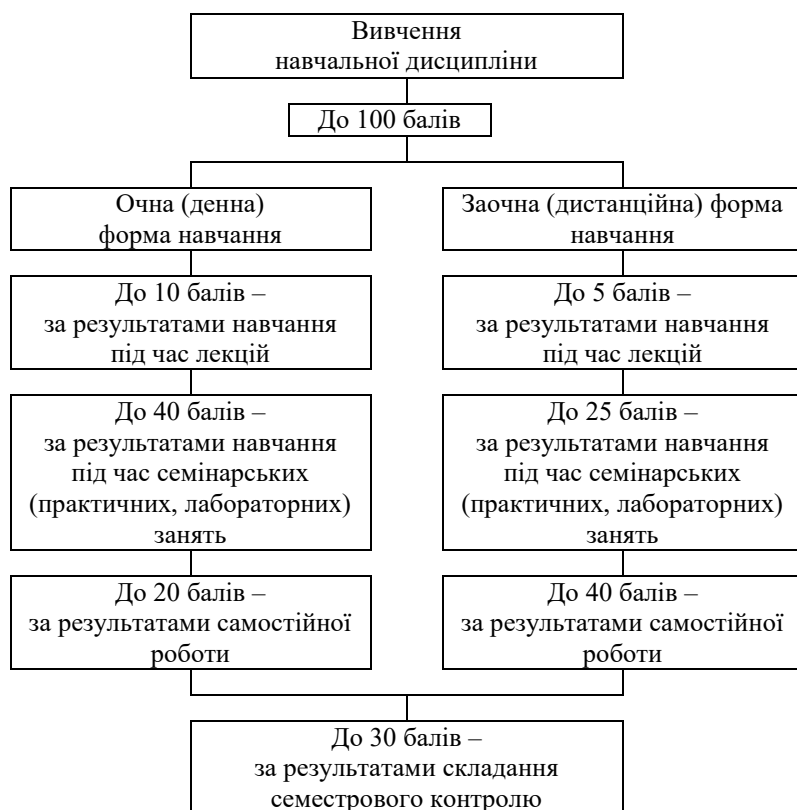 Вивчення
навчальної дисципліни
До 100 балів
Очна (денна)
форма навчання
Заочна (дистанційна) форма
навчання
До 10 балів –
за результатами навчання
під час лекцій
До 5 балів –
за результатами навчання
під час лекцій
До 40 балів –
за результатами навчання
під час семінарських
(практичних, лабораторних)
занять
До 25 балів –
за результатами навчання
під час семінарських
(практичних, лабораторних)
занять
До 20 балів –
за результатами самостійної
роботи
До 40 балів –
за результатами самостійної
роботи
До 30 балів –
за результатами складання
семестрового контролю